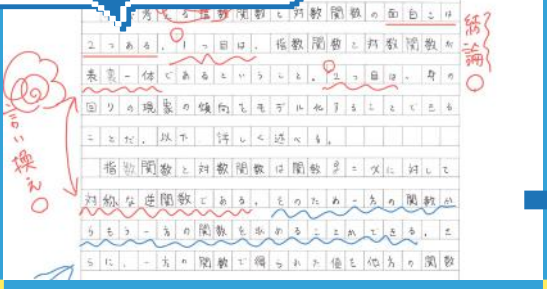 考える指数関数と対数関数の面白さは
2つある。1つ目は、指数関数と対数関数が
表裏一体であるということ。2つ目は、身の
回りの現象の傾向をモデル化することできる
ことだ。以下、詳しく述べる。
指数関数と対数関数は関数y=xに対して
対称な逆関数である。そのため一方の関数か
らもう一方の関数を求めることができる。さ
らに、一方の関数で得られた値を他方の関数
結論
言い換え